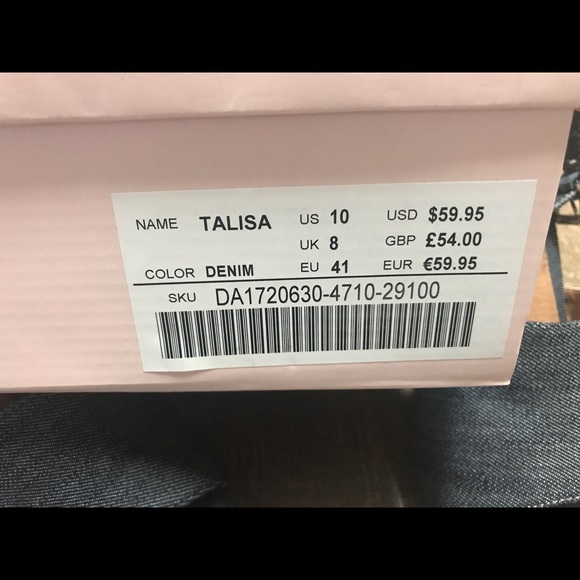 NAME TALISA US 10 USD $59.95
UK 8 GBP £54.00
COLOR DENIM EU 41 EUR €59.95
SKU DA1720630-4710-29100